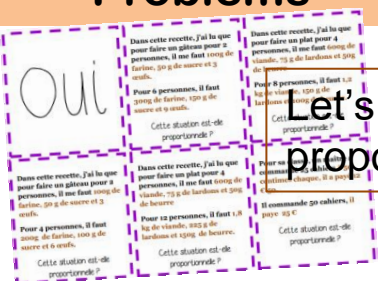 Problems
Oui
Dans cette recette, j'ai lu que
pour faire un gâteau pour 2
personnes, il me faut 100g de
farine, 50 g de sucre et 3
œufs.
Pour 6 personnes, il faut
300g de farine, 150 g de
sucre et 9 œufs.
Cette situation est-elle
proportionnelle ?
Dans cette recette, j'ai lu que
pour faire un plat pour 4
personnes, il me faut 600g de
viande, 75 g de lardons et 50g
de beurre
Pour 8 personnes, il faut 1,2
kg de viande, 150 g de
proportionnelle ?
Let's
propo
Dans cette recette, j'ai lu que
pour faire un gâteau pour 2
personnes, il me faut 100g de
farine, 50 g de sucre et 3
œufs.
Pour 4 personnes, il faut
200g de farine, 100 g de
sucre et 6 œufs.
Cette situation est-elle
proportionnelle ?
Dans cette recette, j'ai lu que
pour faire un plat pour 4
personnes, il me faut 600g de
viande, 75 g de lardons et 50g
de beurre
Pour 12 personnes, il faut 1,8
kg de viande, 225 g de
lardons et 150g de beurre.
Cette situation est-elle
proportionnelle ?
centimes chaque, il a payé 12
Il commande 50 cahiers, il
paye 25 €
Cette situation est-elle
proportionnelle ?